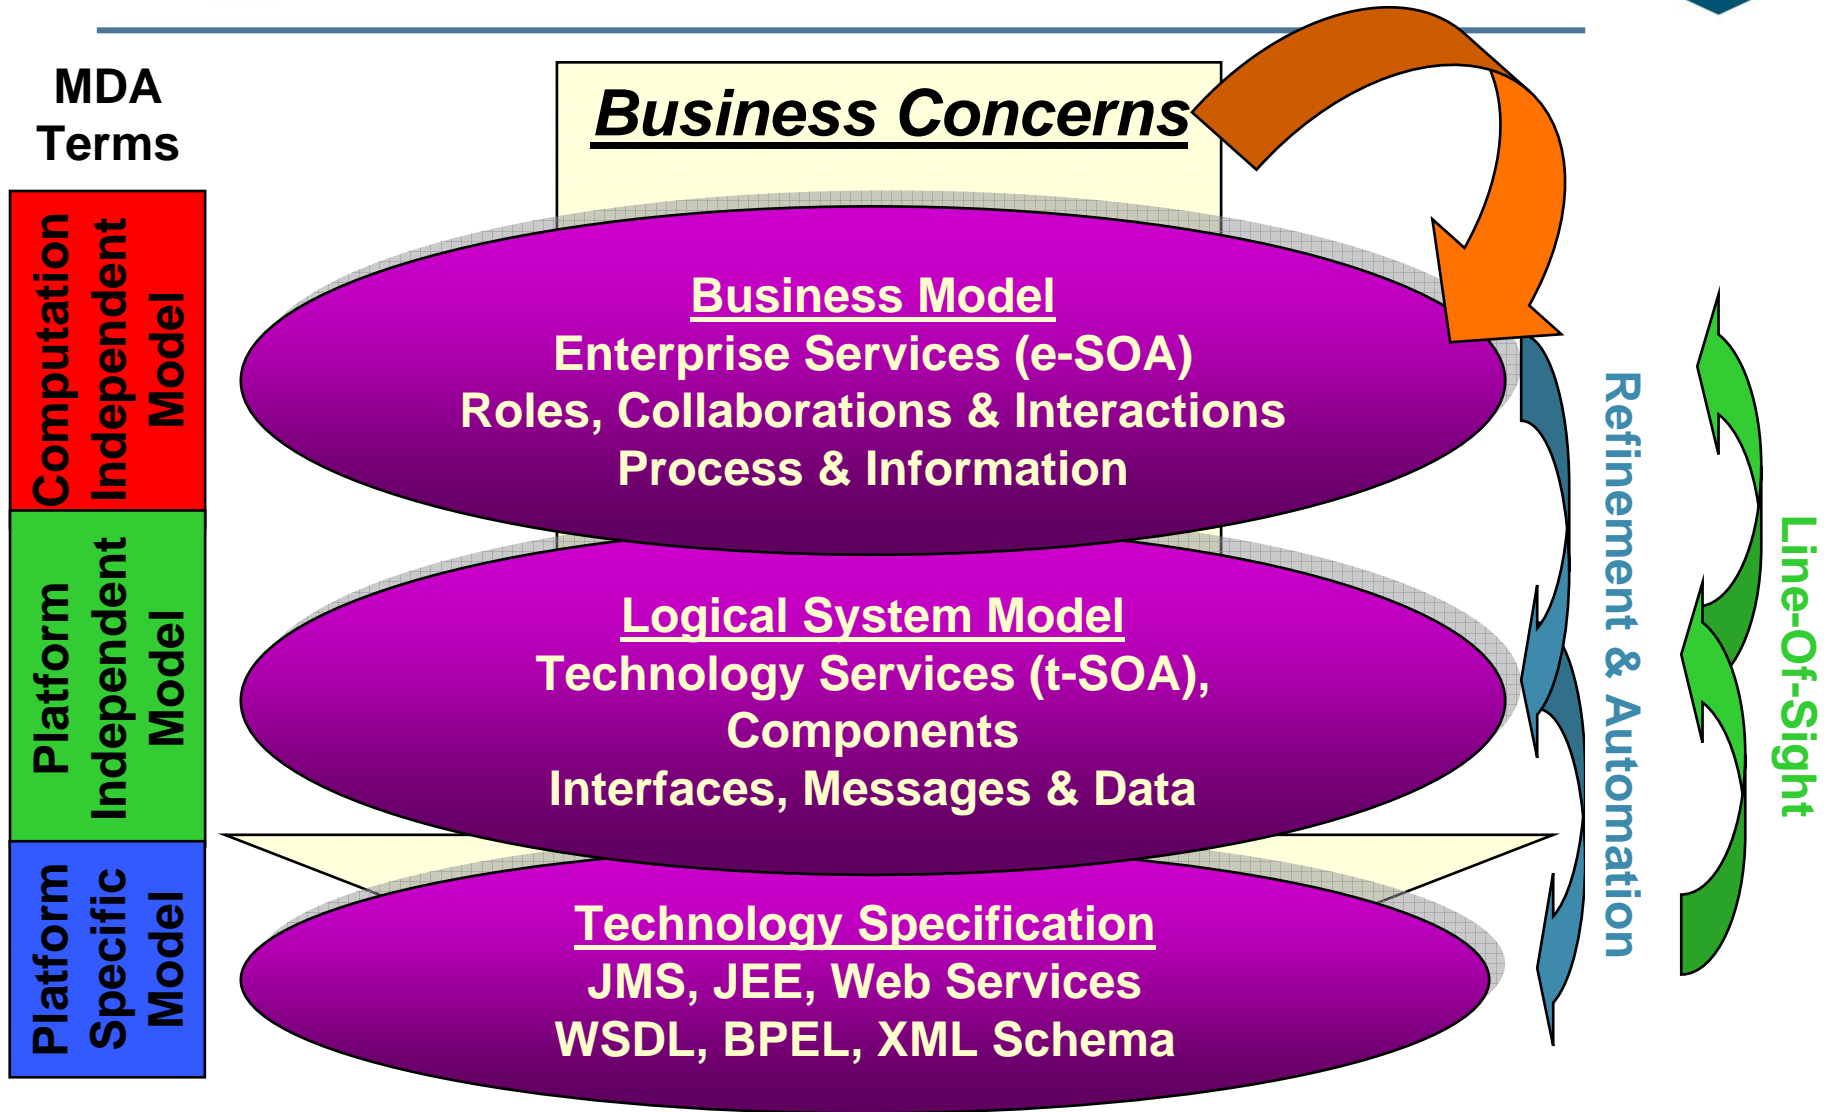 MDA
Terms
Business Concerns
Computation
Independent
Model
Business Model
Enterprise Services (e-SOA)
Roles, Collaborations & Interactions
Process & Information
Platform
Independent
Model
Logical System Model
Technology Services (t-SOA),
Components
Interfaces, Messages & Data
Platform
Specific
Model
Technology Specification
JMS, JEE, Web Services
WSDL, BPEL, XML Schema
Refinement & Automation
Line-Of-Sight